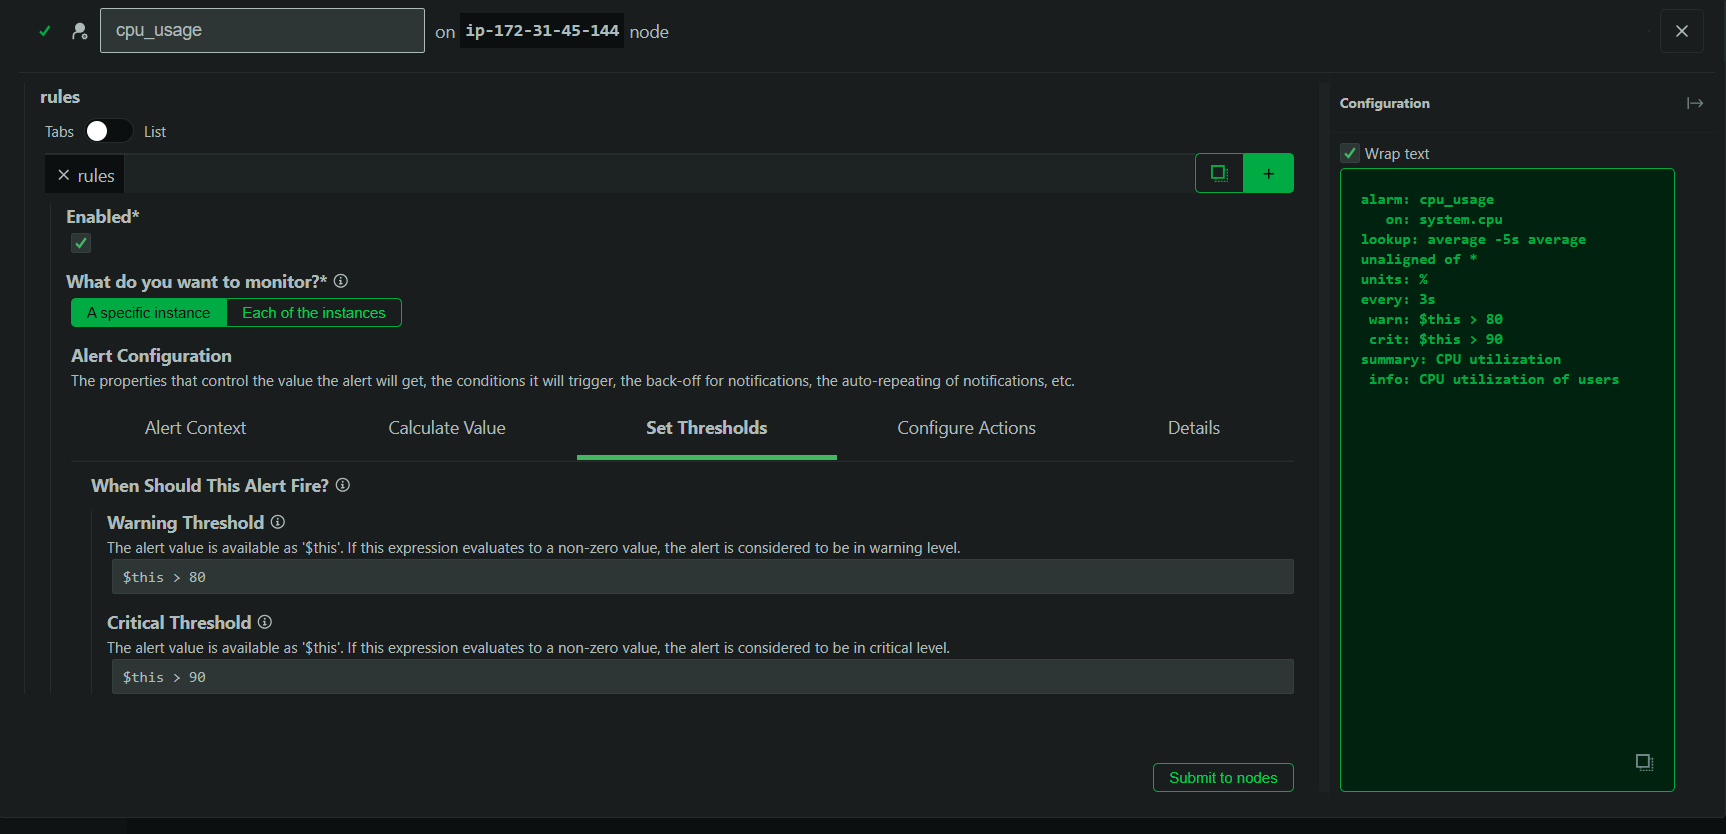 cpu_usage on ip-172-31-45-144 node
rules
Tabs List
rules
+
Enabled*
What do you want to monitor?*
A specific instance Each of the instances
Alert Configuration
The properties that control the value the alert will get, the conditions it will trigger, the back-off for notifications, the auto-repeating of notifications, etc.
Alert Context Calculate Value Set Thresholds Configure Actions Details
When Should This Alert Fire?
Warning Threshold
The alert value is available as '$this'. If this expression evaluates to a non-zero value, the alert is considered to be in warning level.
$this > 80
Critical Threshold
The alert value is available as '$this'. If this expression evaluates to a non-zero value, the alert is considered to be in critical level.
$this > 90
Submit to nodes
Configuration
Wrap text
alarm: cpu_usage
on: system.cpu
lookup: average -5s average
unaligned of *
units: %
every: 3s
warn: $this > 80
crit: $this > 90
summary: CPU utilization
info: CPU utilization of users